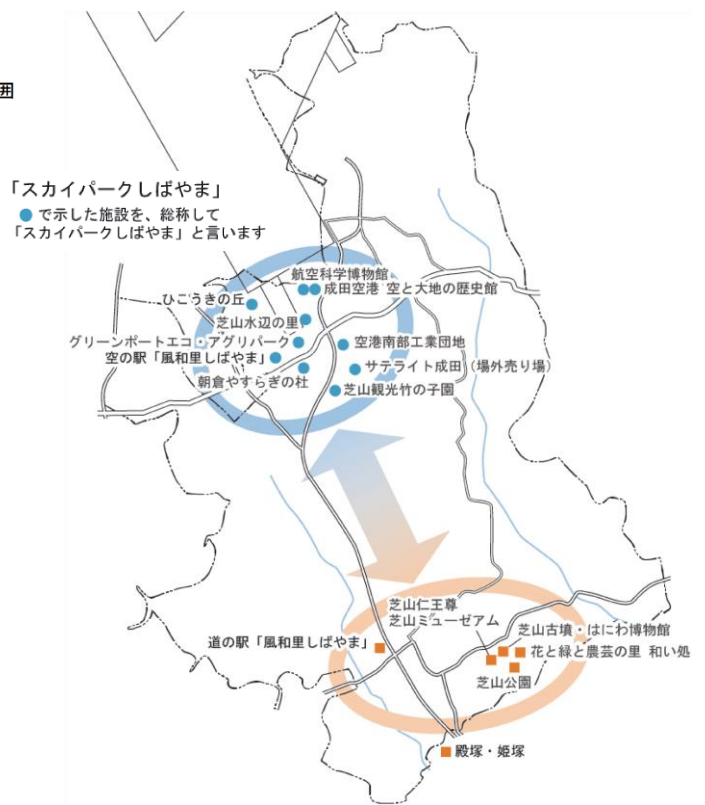 囲
「スカイパークしばやま」
●で示した施設を、総称して
「スカイパークしばやま」と言います
航空科学博物館
成田空港 空と大地の歴史館
ひこうきの丘
芝山水辺の里
グリーンポートエコ・アグリパーク
空港南部工業団地
空の駅「風和里しばやま」
サテライト成田（場外売り場）
朝倉やすらぎの杜
芝山観光竹の子園
芝山仁王尊
芝山ミューゼアム
芝山古墳・はにわ博物館
道の駅「風和里しばやま」
花と緑と農芸の里 和い処
芝山公園
殿塚・姫塚